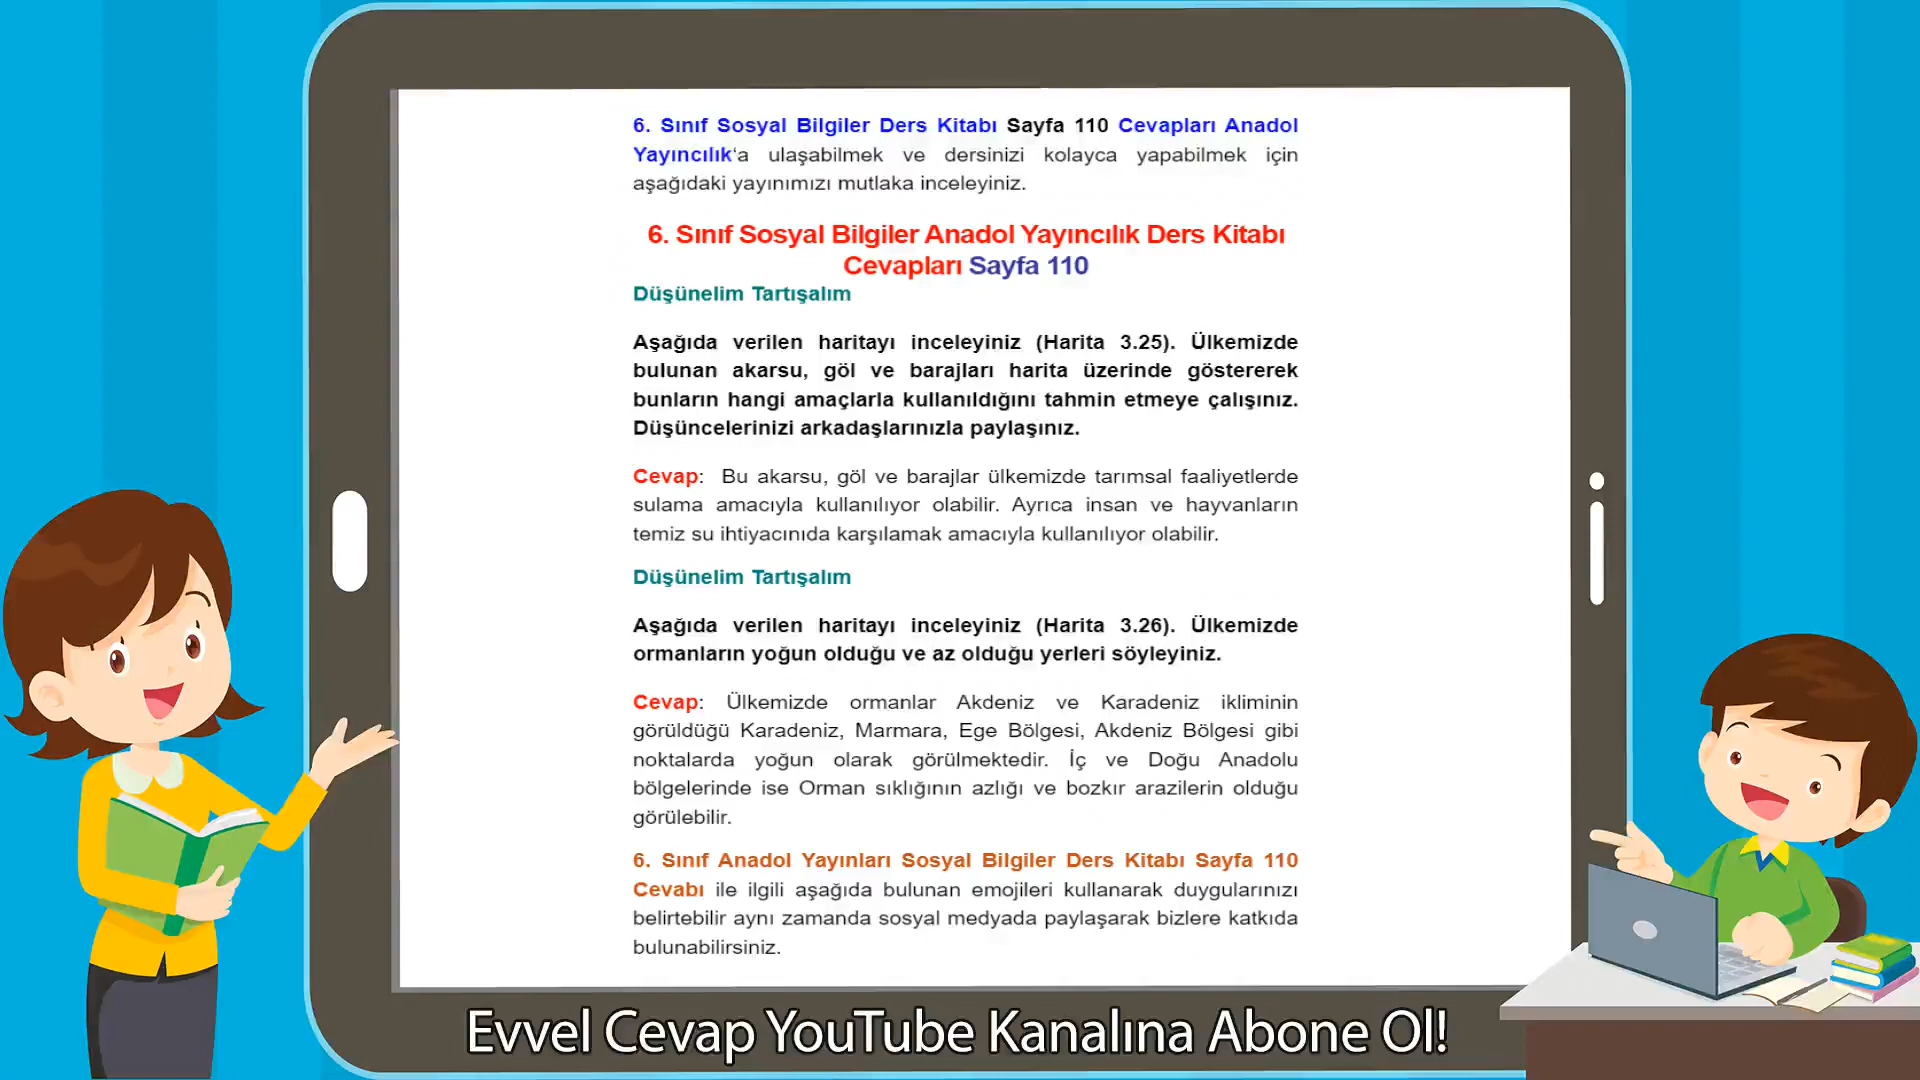 6. Sınıf Sosyal Bilgiler Ders Kitabı Sayfa 110 Cevapları Anadol
Yayıncılık‘a ulaşabilmek ve dersinizi kolayca yapabilmek için
aşağıdaki yayınımızı mutlaka inceleyiniz.
6. Sınıf Sosyal Bilgiler Anadol Yayıncılık Ders Kitabı
Cevapları Sayfa 110
Düşünelim Tartışalım
Aşağıda verilen haritayı inceleyiniz (Harita 3.25). Ülkemizde
bulunan akarsu, göl ve barajları harita üzerinde göstererek
bunların hangi amaçlarla kullanıldığını tahmin etmeye çalışınız.
Düşüncelerinizi arkadaşlarınızla paylaşınız.
Cevap: Bu akarsu, göl ve barajlar ülkemizde tarımsal faaliyetlerde
sulama amacıyla kullanılıyor olabilir. Ayrıca insan ve hayvanların
temiz su ihtiyacınıda karşılamak amacıyla kullanılıyor olabilir.
Düşünelim Tartışalım
Aşağıda verilen haritayı inceleyiniz (Harita 3.26). Ülkemizde
ormanların yoğun olduğu ve az olduğu yerleri söyleyiniz.
Cevap: Ülkemizde ormanlar Akdeniz ve Karadeniz ikliminin
görüldüğü Karadeniz, Marmara, Ege Bölgesi, Akdeniz Bölgesi gibi
noktalarda yoğun olarak görülmektedir. İç ve Doğu Anadolu
bölgelerinde ise Orman sıklığının azlığı ve bozkır arazilerin olduğu
görülebilir.
6. Sınıf Anadol Yayınları Sosyal Bilgiler Ders Kitabı Sayfa 110
Cevabı ile ilgili aşağıda bulunan emojileri kullanarak duygularınızı
belirtebilir aynı zamanda sosyal medyada paylaşarak bizlere katkıda
bulunabilirsiniz.
Evvel Cevap YouTube Kanalına Abone Ol!